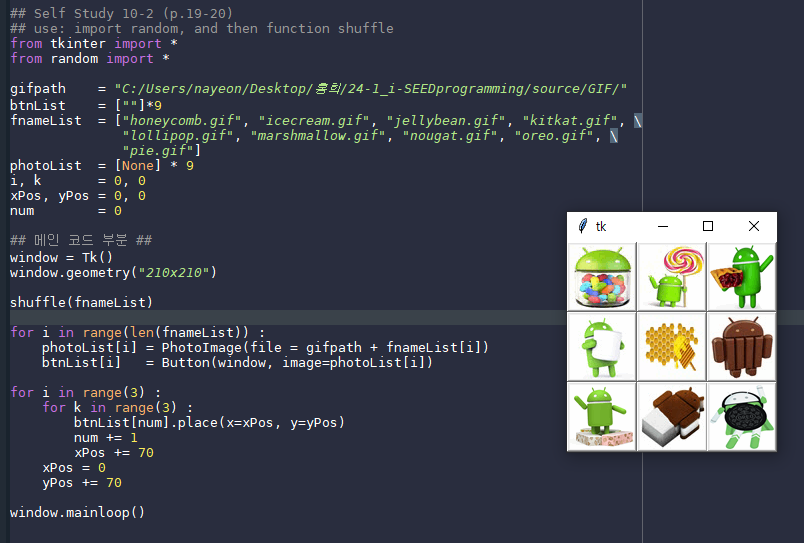 ## Self Study 10-2 (p.19-20)
## use: import random, and then function shuffle
from tkinter import *
from random import *
gifpath    = "C:/Users/nayeon/Desktop/홍릭/24-1_i-SEEDprogramming/source/GIF/"
btnList    = [""]*9
fnameList  = ["honeycomb.gif", "icecream.gif", "jellybean.gif", "kitkat.gif", \
              "lollipop.gif", "marshmallow.gif", "nougat.gif", "oreo.gif", \
              "pie.gif"]
photoList  = [None] * 9
i, k       = 0, 0
xPos, yPos = 0, 0
num        = 0
## 메인 코드 부분 ##
window = Tk()
window.geometry("210x210")
shuffle(fnameList)
for i in range(len(fnameList)) :
    photoList[i] = PhotoImage(file = gifpath + fnameList[i])
    btnList[i]   = Button(window, image=photoList[i])
for i in range(3) :
    for k in range(3) :
        btnList[num].place(x=xPos, y=yPos)
        num += 1
        xPos += 70
    xPos = 0
    yPos += 70
window.mainloop()
tk